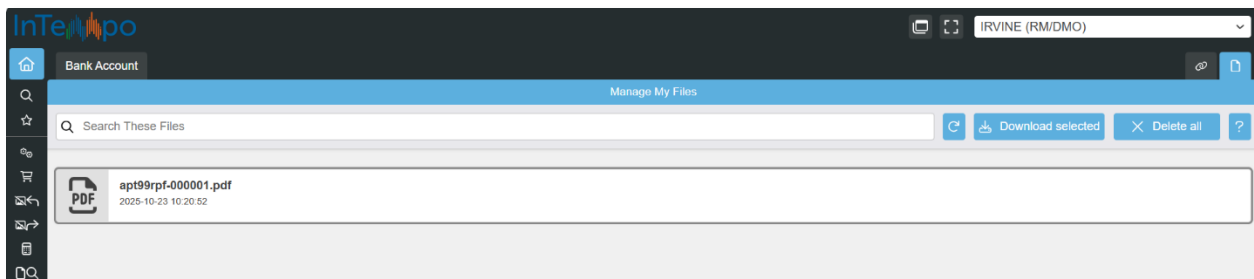 InTempo
IRVINE (RM/DMO)
Bank Account
Manage My Files
Search These Files
Download selected
Delete all
?
PDF
apt99rpf-000001.pdf
2025-10-23 10:20:52